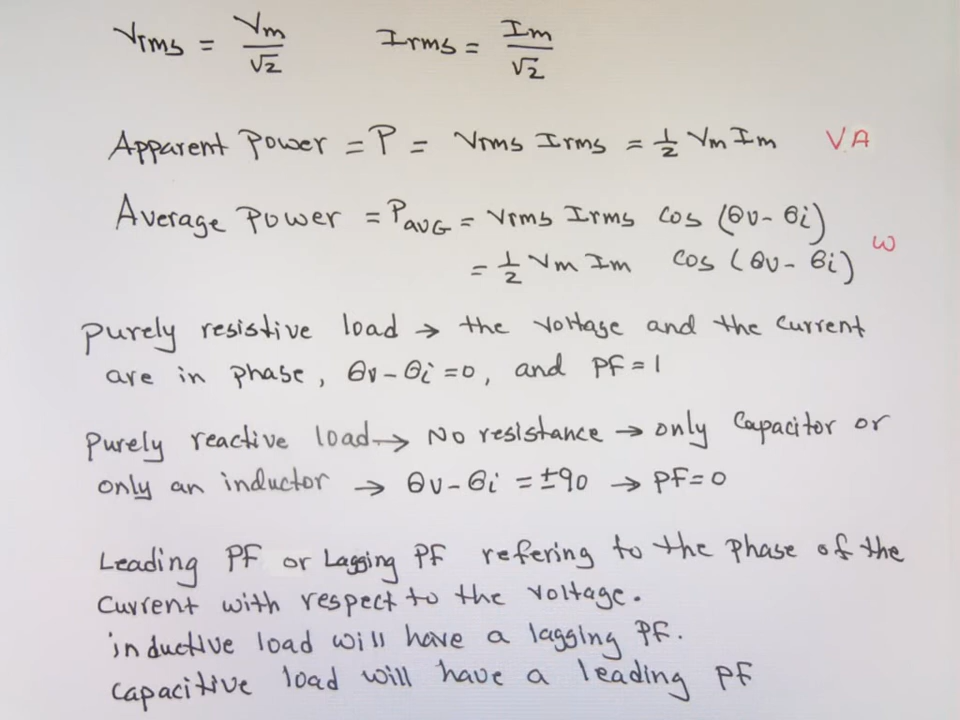 Vrms = Vm/√2   Irms = Im/√2
Apparent Power = P = Vrms Irms = 1/2 Vm Im   VA
Average Power = PAVG = Vrms Irms cos (θv - θi)
= 1/2 Vm Im cos (θv - θi)   W
Purely resistive load → the voltage and the current
are in phase, θv - θi = 0, and PF = 1
Purely reactive load → No resistance → only Capacitor or
only an inductor → θv - θi = ±90 → PF = 0
Leading PF or Lagging PF refering to the phase of the
current with respect to the voltage.
inductive load will have a lagging PF.
capacitive load will have a leading PF